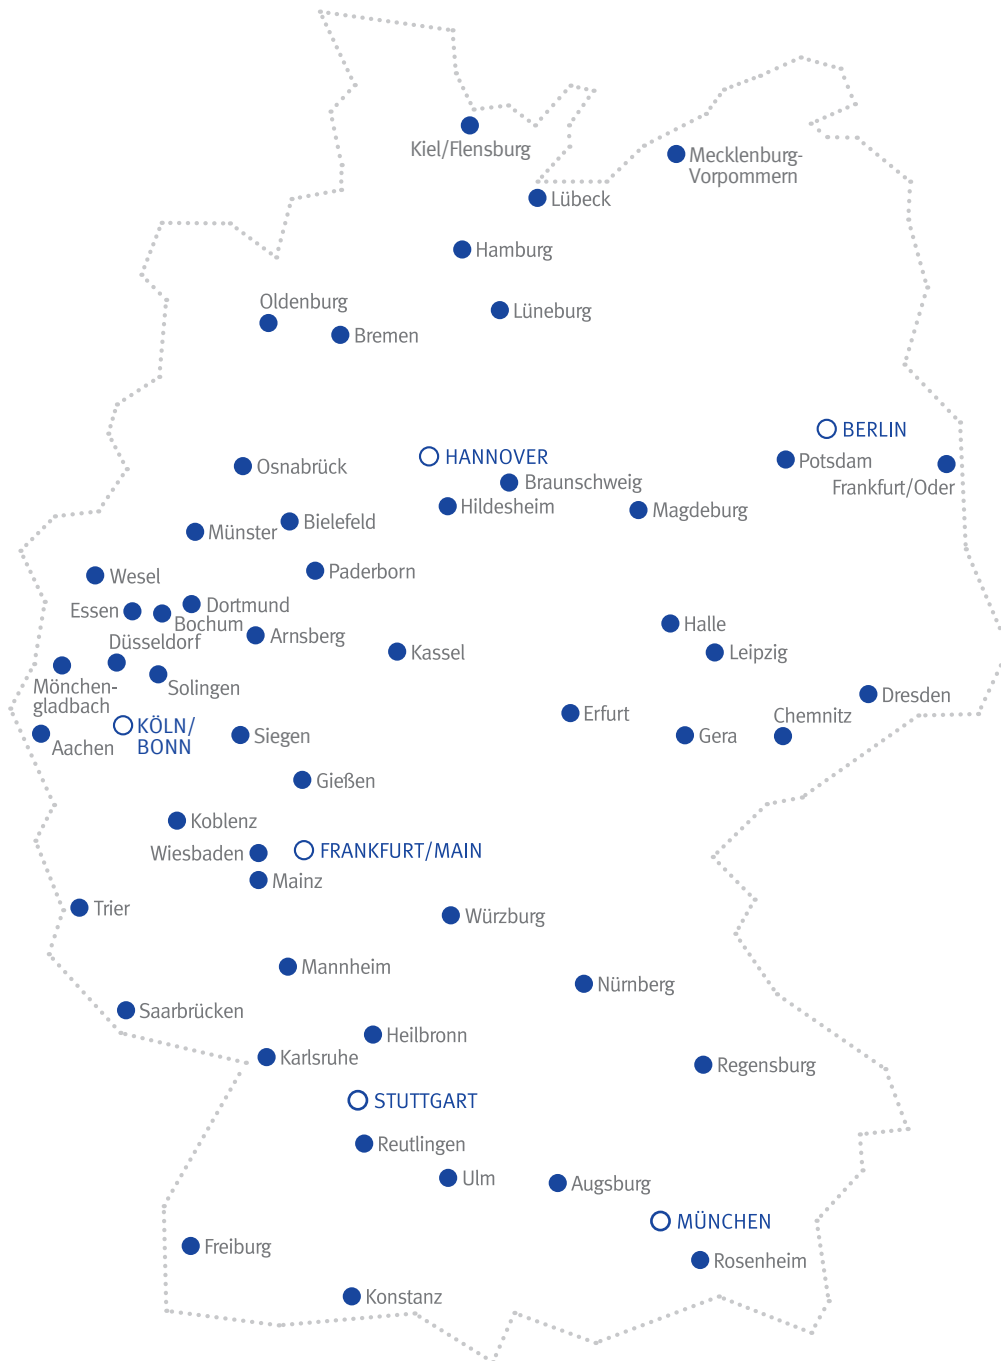 Kiel/Flensburg
Mecklenburg-
Vorpommern
Lübeck
Hamburg
Oldenburg
Lüneburg
Bremen
BERLIN
HANNOVER
Osnabrück
Potsdam
Braunschweig
Frankfurt/Oder
Hildesheim
Magdeburg
Bielefeld
Münster
Paderborn
Wesel
Dortmund
Essen
Bochum
Halle
Arnsberg
Düsseldorf
Kassel
Leipzig
Mönchen-
gladbach
Solingen
Dresden
Erfurt
Chemnitz
KÖLN/
BONN
Aachen
Siegen
Gera
Gießen
Koblenz
Wiesbaden
FRANKFURT/MAIN
Mainz
Trier
Würzburg
Mannheim
Nürnberg
Saarbrücken
Heilbronn
Karlsruhe
Regensburg
STUTTGART
Reutlingen
Ulm
Augsburg
MÜNCHEN
Freiburg
Rosenheim
Konstanz